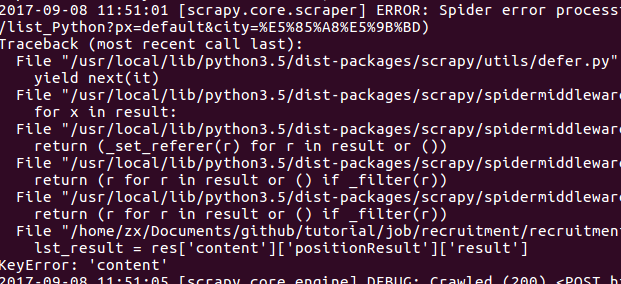 2017-09-08 11:51:01 [scrapy.core.scraper] ERROR: Spider error process
/list_Python?px=default&city=%E5%85%A8%E5%9B%BD)
Traceback (most recent call last):
  File "/usr/local/lib/python3.5/dist-packages/scrapy/utils/defer.py"
    yield next(it)
  File "/usr/local/lib/python3.5/dist-packages/scrapy/spidermiddlewar
    for x in result:
  File "/usr/local/lib/python3.5/dist-packages/scrapy/spidermiddlewar
    return (_set_referer(r) for r in result or ())
  File "/usr/local/lib/python3.5/dist-packages/scrapy/spidermiddlewar
    return (r for r in result or () if _filter(r))
  File "/usr/local/lib/python3.5/dist-packages/scrapy/spidermiddlewar
    return (r for r in result or () if _filter(r))
  File "/home/zx/Documents/github/tutorial/job/recruitment/recruitmen
    lst_result = res['content']['positionResult']['result']
KeyError: 'content'
2017-09-08 11:51:05 [scrapy.core.engine] DEBUG: Crawled (200) <POST h